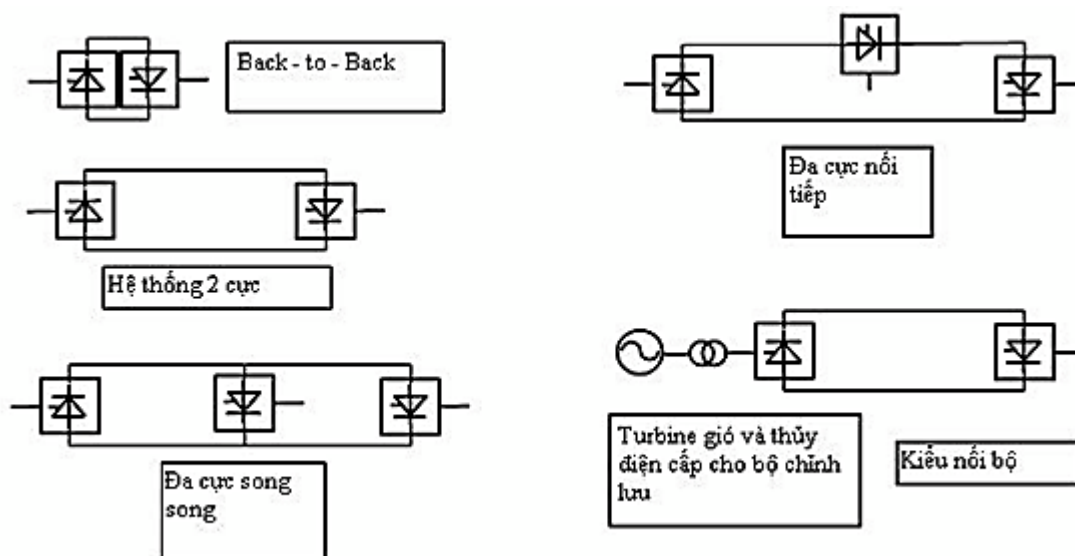 Back - to - Back
Hệ thống 2 cực
Đa cực song
song
Đa cực nối
tiếp
Turbine gió và thủy
điện cấp cho bộ chỉnh
lưu
Kiểu nối bộ